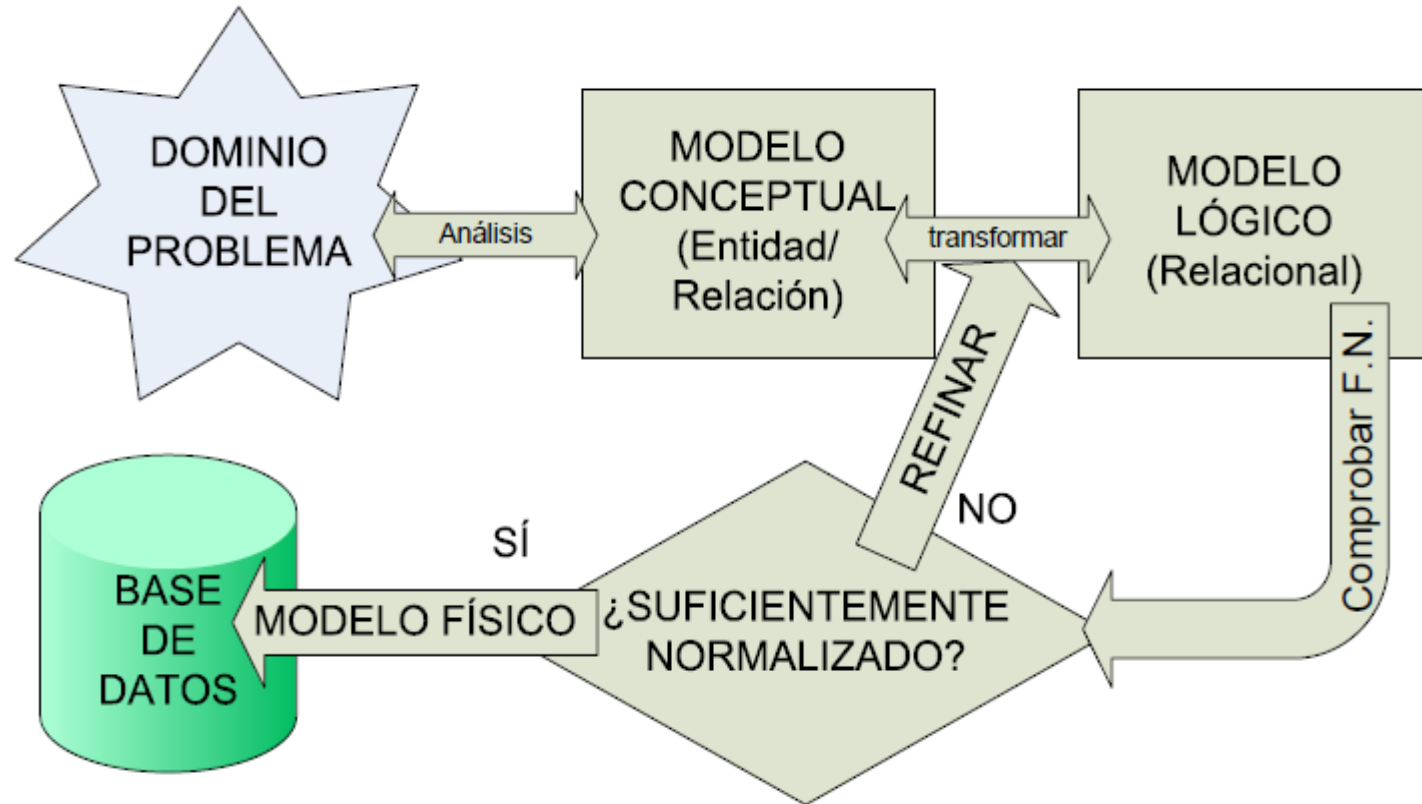 DOMINIO
DEL
PROBLEMA
Análisis
MODELO
CONCEPTUAL
(Entidad/
Relación)
transformar
MODELO
LÓGICO
(Relacional)
Comprobar F.N.
REFINAR
NO
¿SUFICIENTEMENTE
NORMALIZADO?
SÍ
MODELO FÍSICO
BASE
DE
DATOS